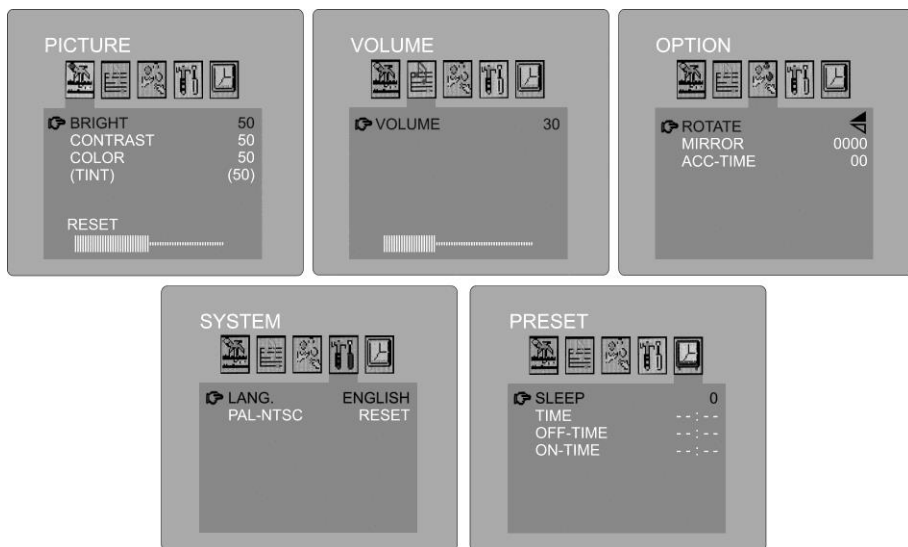 PICTURE
BRIGHT 50
CONTRAST 50
COLOR 50
(TINT) (50)
RESET
VOLUME
VOLUME 30
OPTION
ROTATE
MIRROR 0000
ACC-TIME 00
SYSTEM
LANG. ENGLISH
PAL-NTSC RESET
PRESET
SLEEP 0
TIME --:--
OFF-TIME --:--
ON-TIME --:--